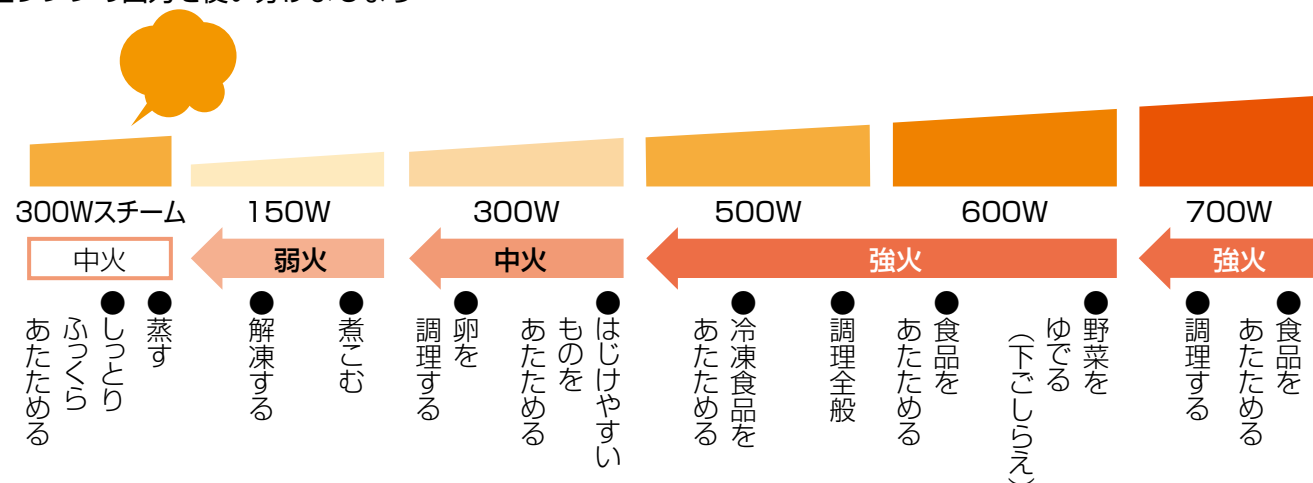 300Wスチーム
150W
300W
500W
600W
700W
中火
弱火
中火
強火
強火
●蒸す
●しっとり
ふっくら
あたためる
●煮こむ
●解凍する
●はじけやすい
ものを
あたためる
●卵を
調理する
●調理全般
●冷凍食品を
あたためる
●野菜を
ゆでる
（下ごしらえ）
●食品を
あたためる
●食品を
あたためる
●調理する